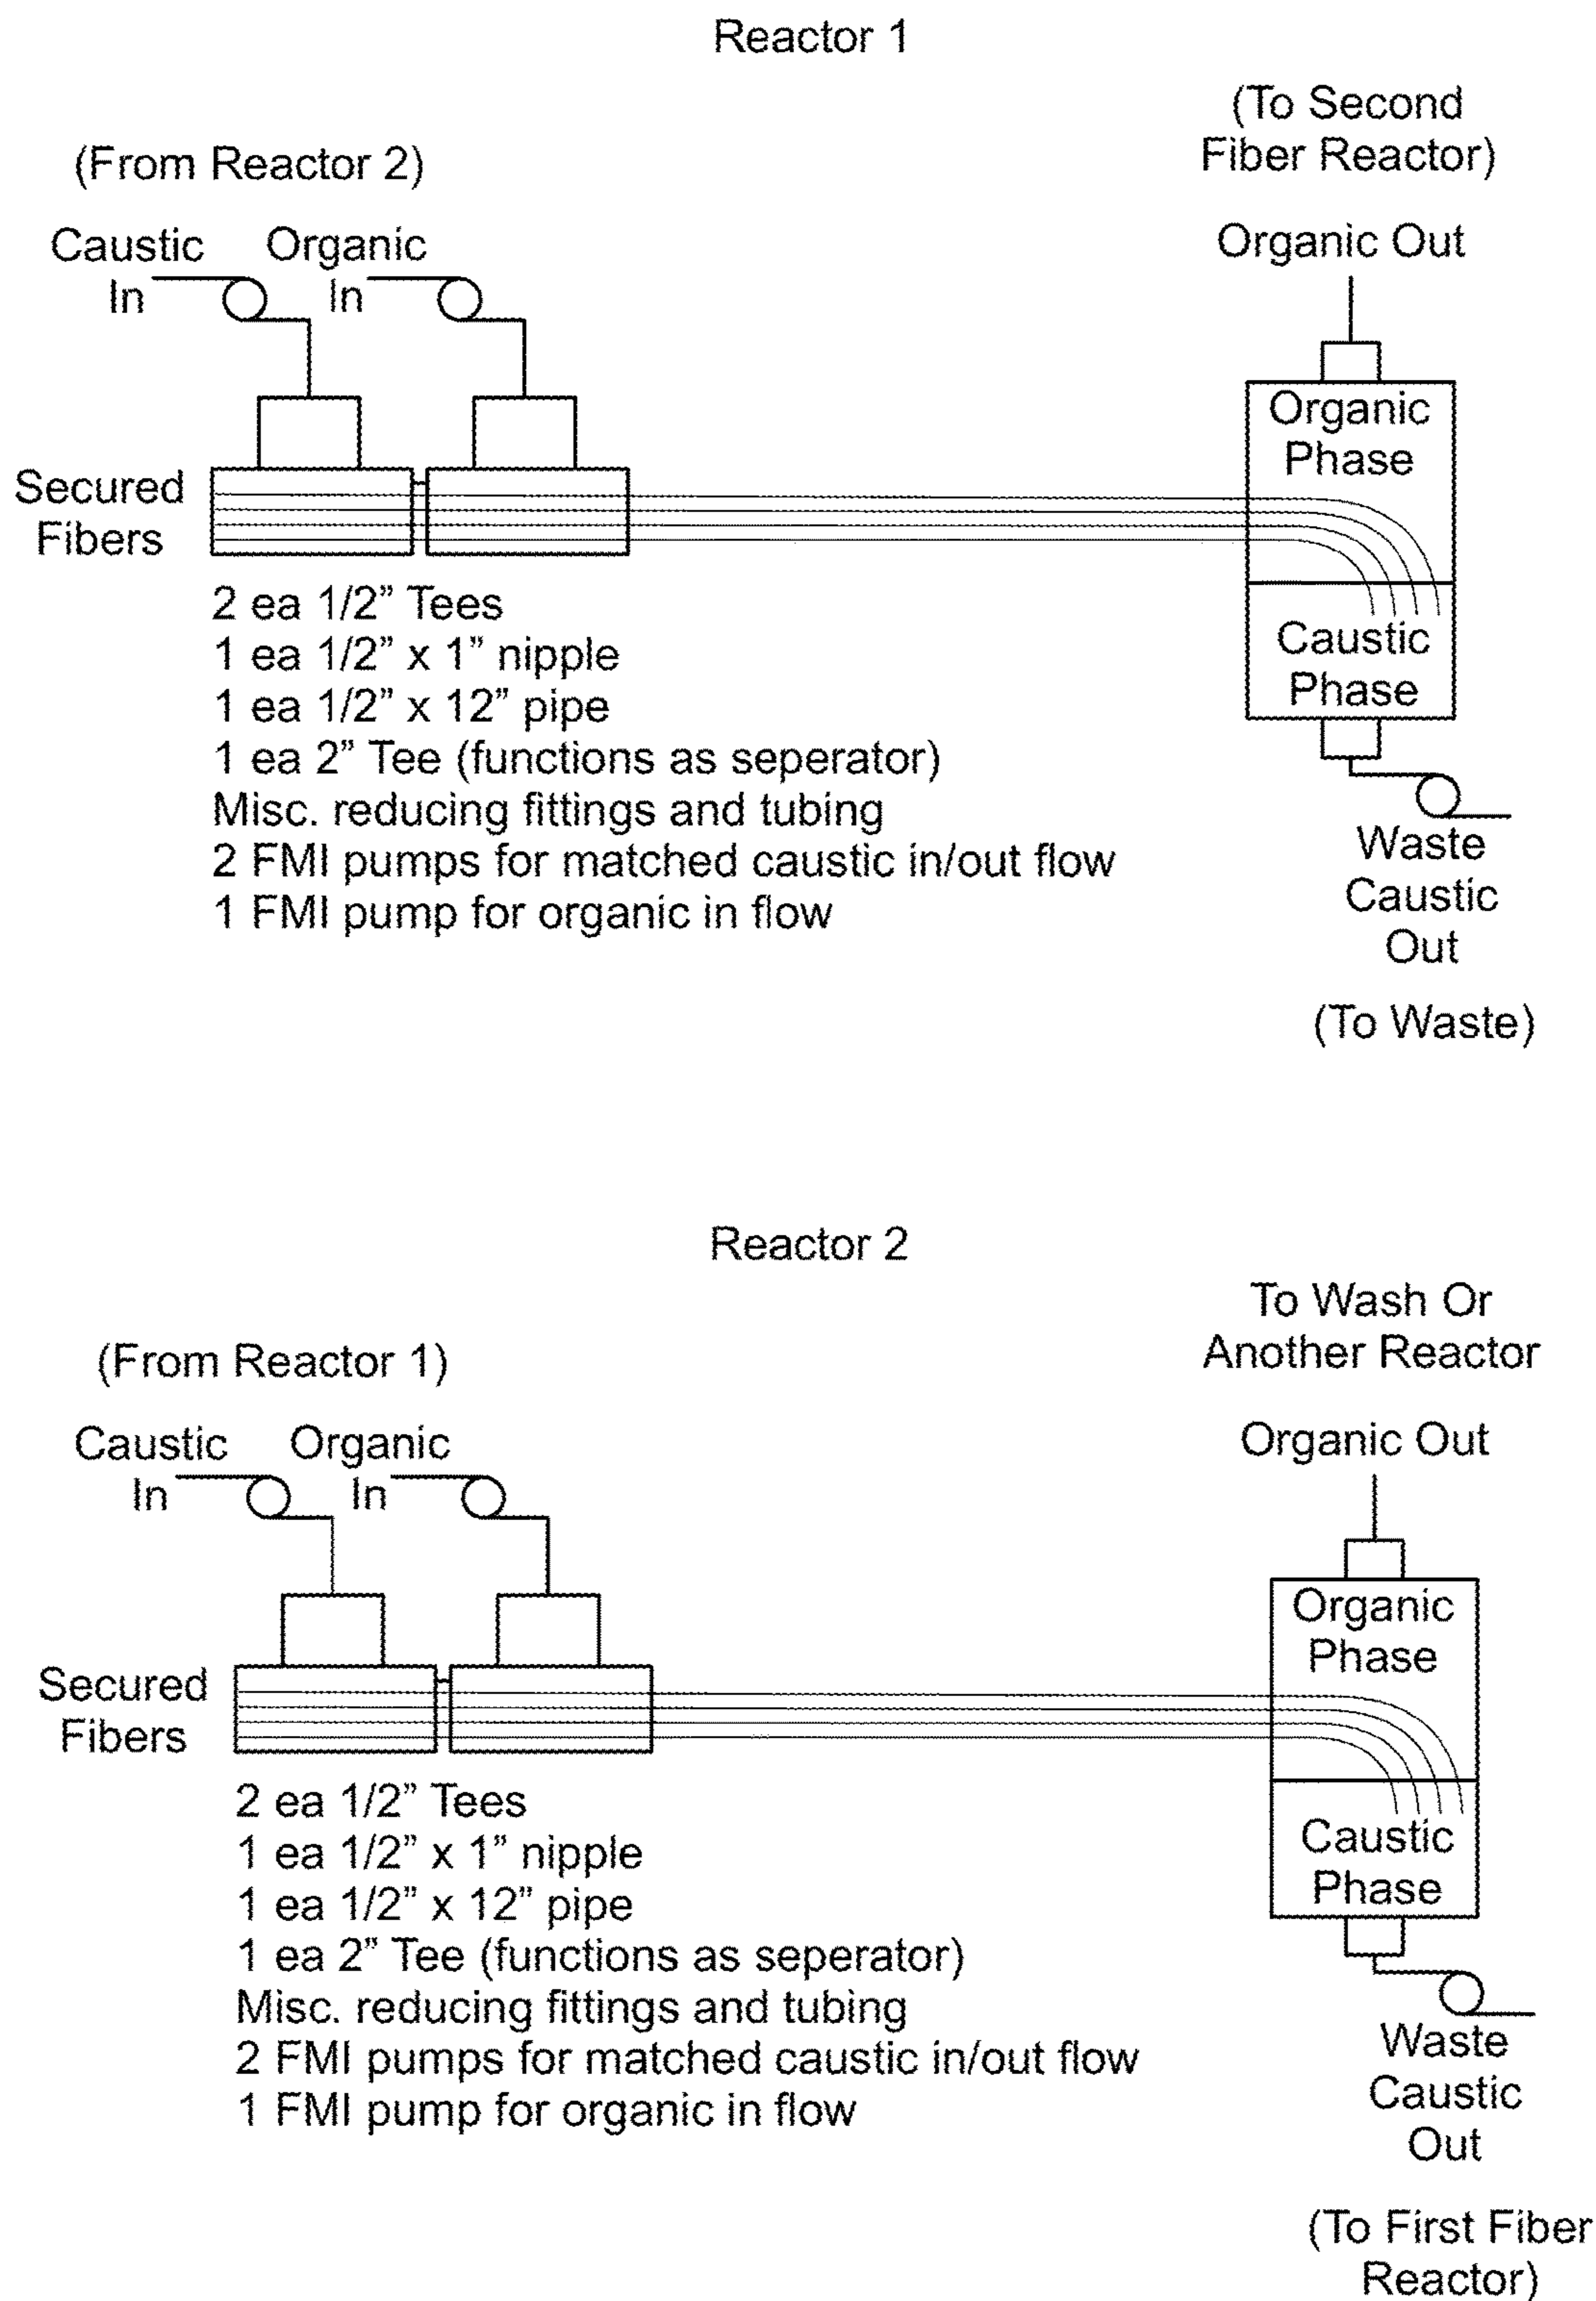 Reactor 1
(To Second
Fiber Reactor)
(From Reactor 2)
Caustic
In
Organic
In
Organic Out
Organic
Phase
Secured
Fibers
Caustic
Phase
2 ea 1/2” Tees
1 ea 1/2” x 1” nipple
1 ea 1/2” x 12” pipe
1 ea 2” Tee (functions as seperator)
Misc. reducing fittings and tubing
2 FMI pumps for matched caustic in/out flow
1 FMI pump for organic in flow
Waste
Caustic
Out
(To Waste)
Reactor 2
To Wash Or
Another Reactor
(From Reactor 1)
Caustic
In
Organic
In
Organic Out
Organic
Phase
Secured
Fibers
Caustic
Phase
2 ea 1/2” Tees
1 ea 1/2” x 1” nipple
1 ea 1/2” x 12” pipe
1 ea 2” Tee (functions as seperator)
Misc. reducing fittings and tubing
2 FMI pumps for matched caustic in/out flow
1 FMI pump for organic in flow
Waste
Caustic
Out
(To First Fiber
Reactor)